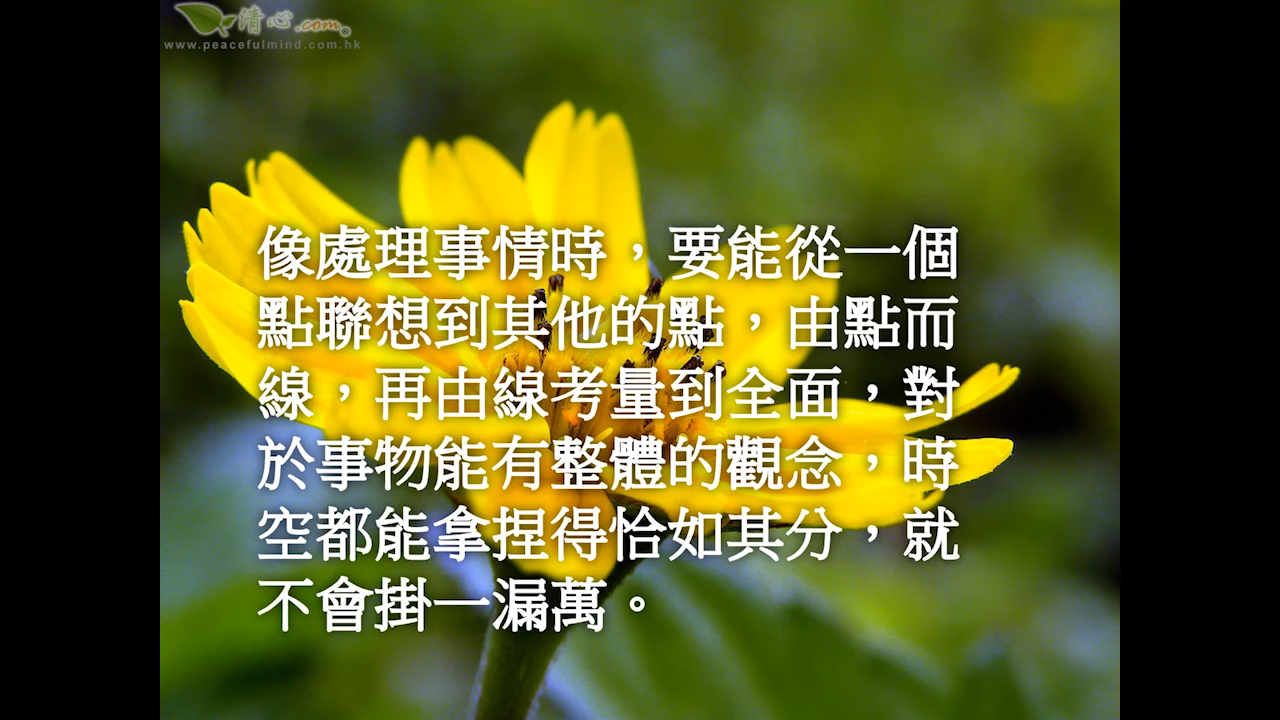 清心.com
www.peacefulmind.com.hk
像處理事情時，要能從一個
點聯想到其他的點，由點而
線，再由線考量到全面，對
於事物能有整體的觀念，時
空都能拿捏得恰如其分，就
不會掛一漏萬。